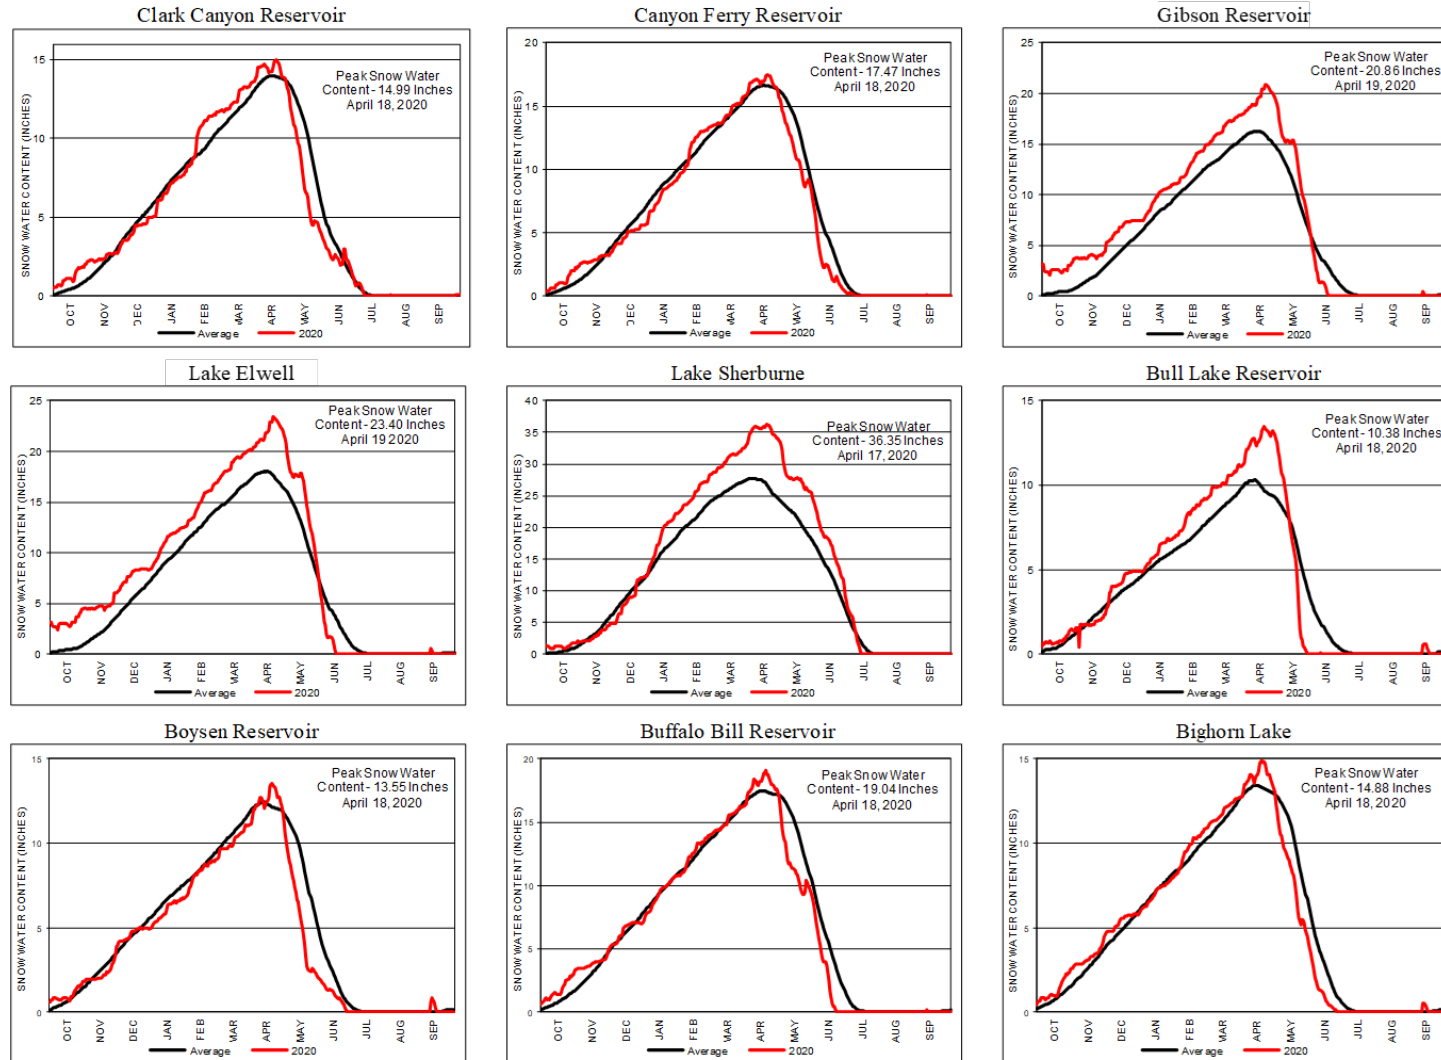 Clark Canyon Reservoir
Peak Snow Water
Content - 14.99 Inches
April 18, 2020
SNOW WATER CONTENT (INCHES)
15
10
5
0
OCT NOV DEC JAN FEB MAR APR MAY JUN JUL AUG SEP
Average 2020
Canyon Ferry Reservoir
Peak Snow Water
Content - 17.47 Inches
April 18, 2020
SNOW WATER CONTENT (INCHES)
20
15
10
5
0
OCT NOV DEC JAN FEB MAR APR MAY JUN JUL AUG SEP
Average 2020
Gibson Reservoir
Peak Snow Water
Content - 20.86 Inches
April 19, 2020
SNOW WATER CONTENT (INCHES)
25
20
15
10
5
0
OCT NOV DEC JAN FEB MAR APR MAY JUN JUL AUG SEP
Average 2020
Lake Elwell
Peak Snow Water
Content - 23.40 Inches
April 19 2020
SNOW WATER CONTENT (INCHES)
25
20
15
10
5
0
OCT NOV DEC JAN FEB MAR APR MAY JUN JUL AUG SEP
Average 2020
Lake Sherburne
Peak Snow Water
Content - 36.35 Inches
April 17, 2020
SNOW WATER CONTENT (INCHES)
40
35
30
25
20
15
10
5
0
OCT NOV DEC JAN FEB MAR APR MAY JUN JUL AUG SEP
Average 2020
Bull Lake Reservoir
Peak Snow Water
Content - 10.38 Inches
April 18, 2020
SNOW WATER CONTENT (INCHES)
15
10
5
0
OCT NOV DEC JAN FEB MAR APR MAY JUN JUL AUG SEP
Average 2020
Boysen Reservoir
Peak Snow Water
Content - 13.55 Inches
April 18, 2020
SNOW WATER CONTENT (INCHES)
15
10
5
0
OCT NOV DEC JAN FEB MAR APR MAY JUN JUL AUG SEP
Average 2020
Buffalo Bill Reservoir
Peak Snow Water
Content - 19.04 Inches
April 18, 2020
SNOW WATER CONTENT (INCHES)
20
15
10
5
0
OCT NOV DEC JAN FEB MAR APR MAY JUN JUL AUG SEP
Average 2020
Bighorn Lake
Peak Snow Water
Content - 14.88 Inches
April 18, 2020
SNOW WATER CONTENT (INCHES)
15
10
5
0
OCT NOV DEC JAN FEB MAR APR MAY JUN JUL AUG SEP
Average 2020